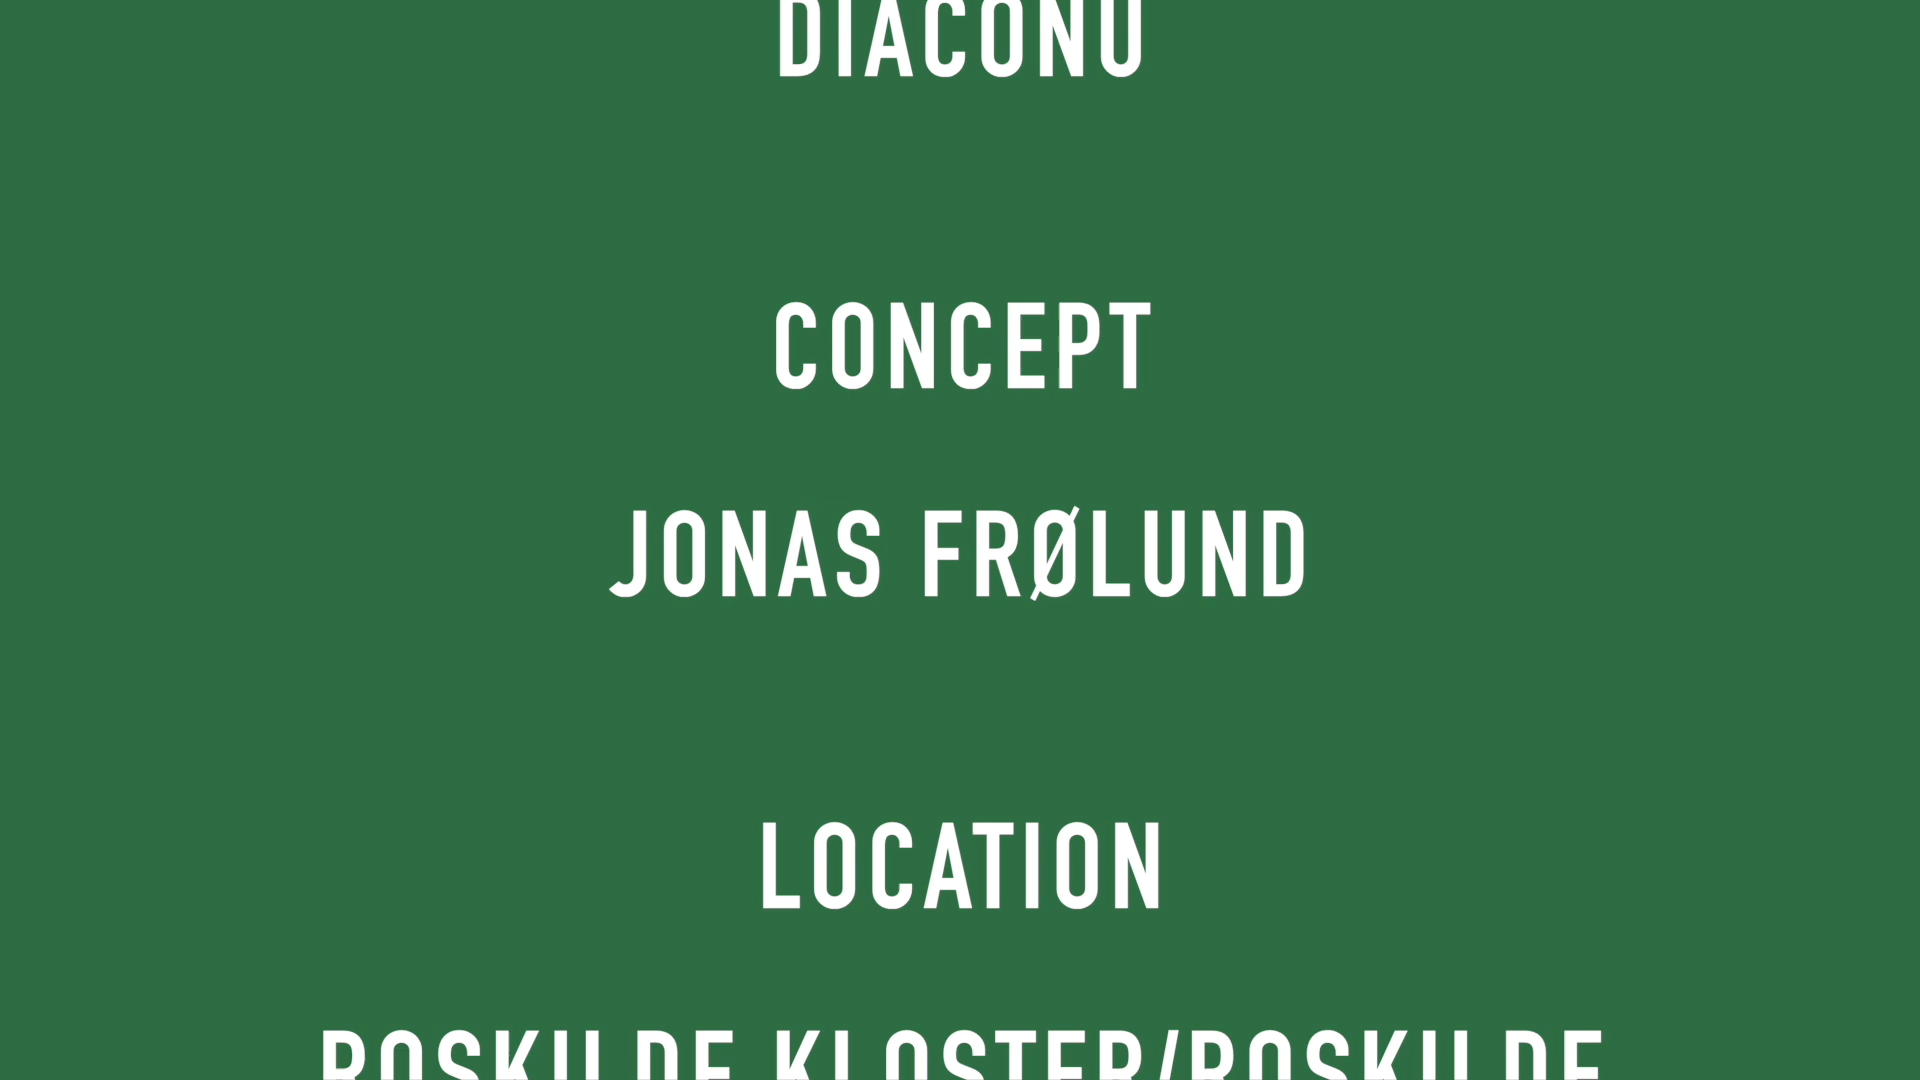 DIACONU
CONCEPT
JONAS FRØLUND
LOCATION
ROSKILDE KLOSTER/ROSKILDE